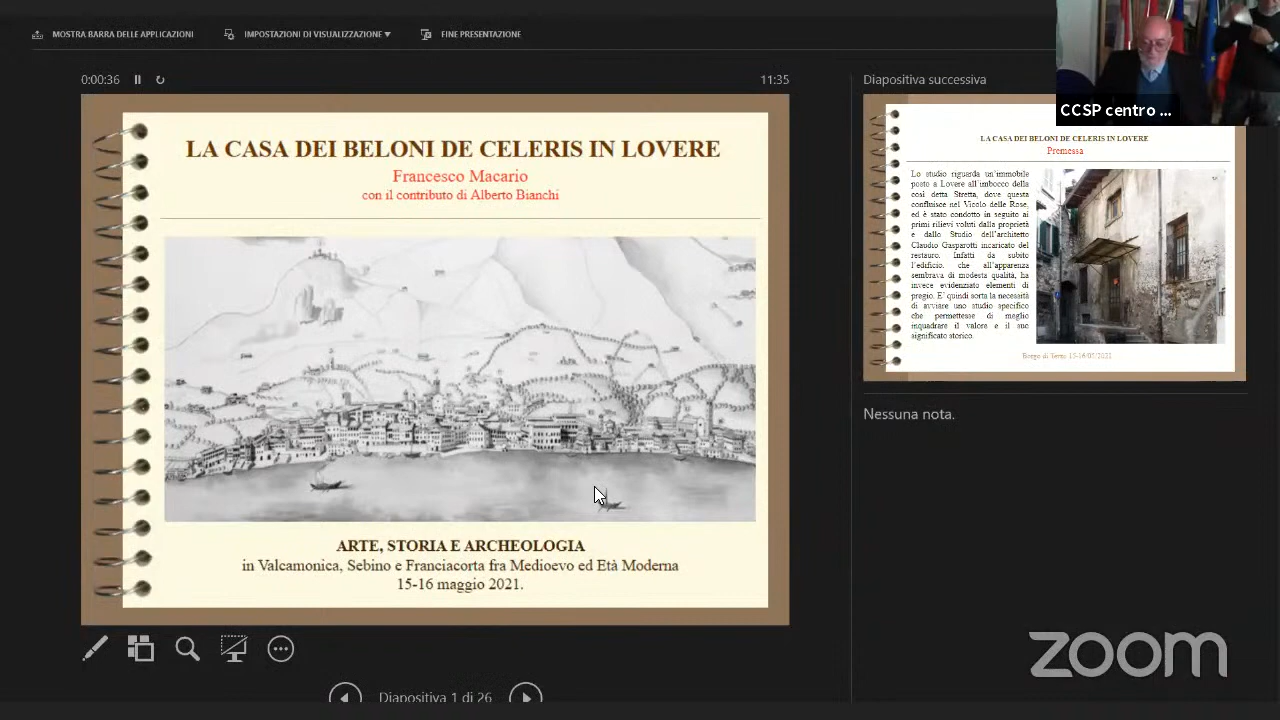 MOSTRA BARRA DELLE APPLICAZIONI
IMPOSTAZIONI DI VISUALIZZAZIONE
FINE PRESENTAZIONE
0:00:36
11:35
LA CASA DEI BELONI DE CELERIS IN LOVERE
Francesco Macario
con il contributo di Alberto Bianchi
ARTE, STORIA E ARCHEOLOGIA
in Valcamonica, Sebino e Franciacorta fra Medioevo ed Età Moderna
15-16 maggio 2021.
Diapositiva 1 di 26
Diapositiva successiva
CCSP centro ...
LA CASA DEI BELONI DE CELERIS IN LOVERE
Premessa
Lo studio riguarda un'immobile
posto a Lovere all'imbocco della
così detta Stretta, dove questa
confluisce nel Vicolo delle Rose,
ed è stato condotto in seguito ai
primi rilievi voluti dalla proprietà
e dallo Studio dell'architetto
Claudio Gasparotti incaricato del
restauro. Infatti da subito
l'edificio, che all'apparenza
sembrava di modesta qualità, ha
invece evidenziato elementi di
pregio. E' quindi sorta la necessità
di avviare uno studio specifico
che permettesse di meglio
inquadrare il valore e il suo
significato storico.
Borgo di Terzi 15-16/05/2021
Nessuna nota.
zoom